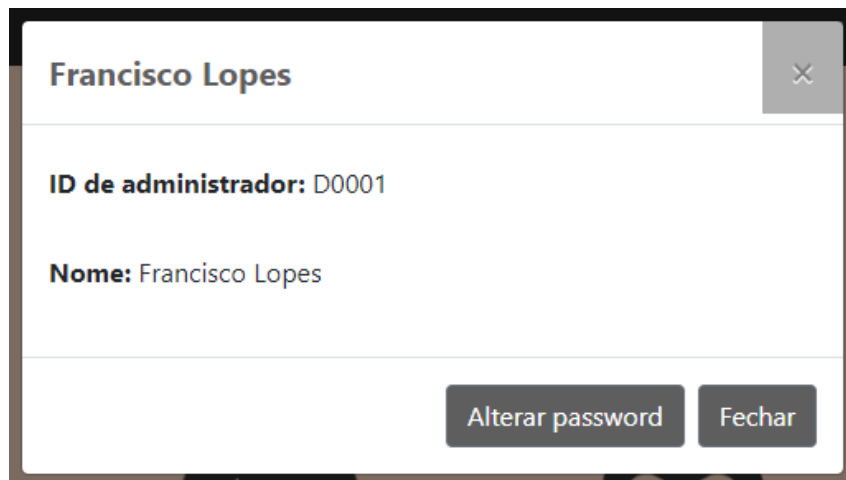 Francisco Lopes
×
ID de administrador: D0001
Nome: Francisco Lopes
Alterar password
Fechar